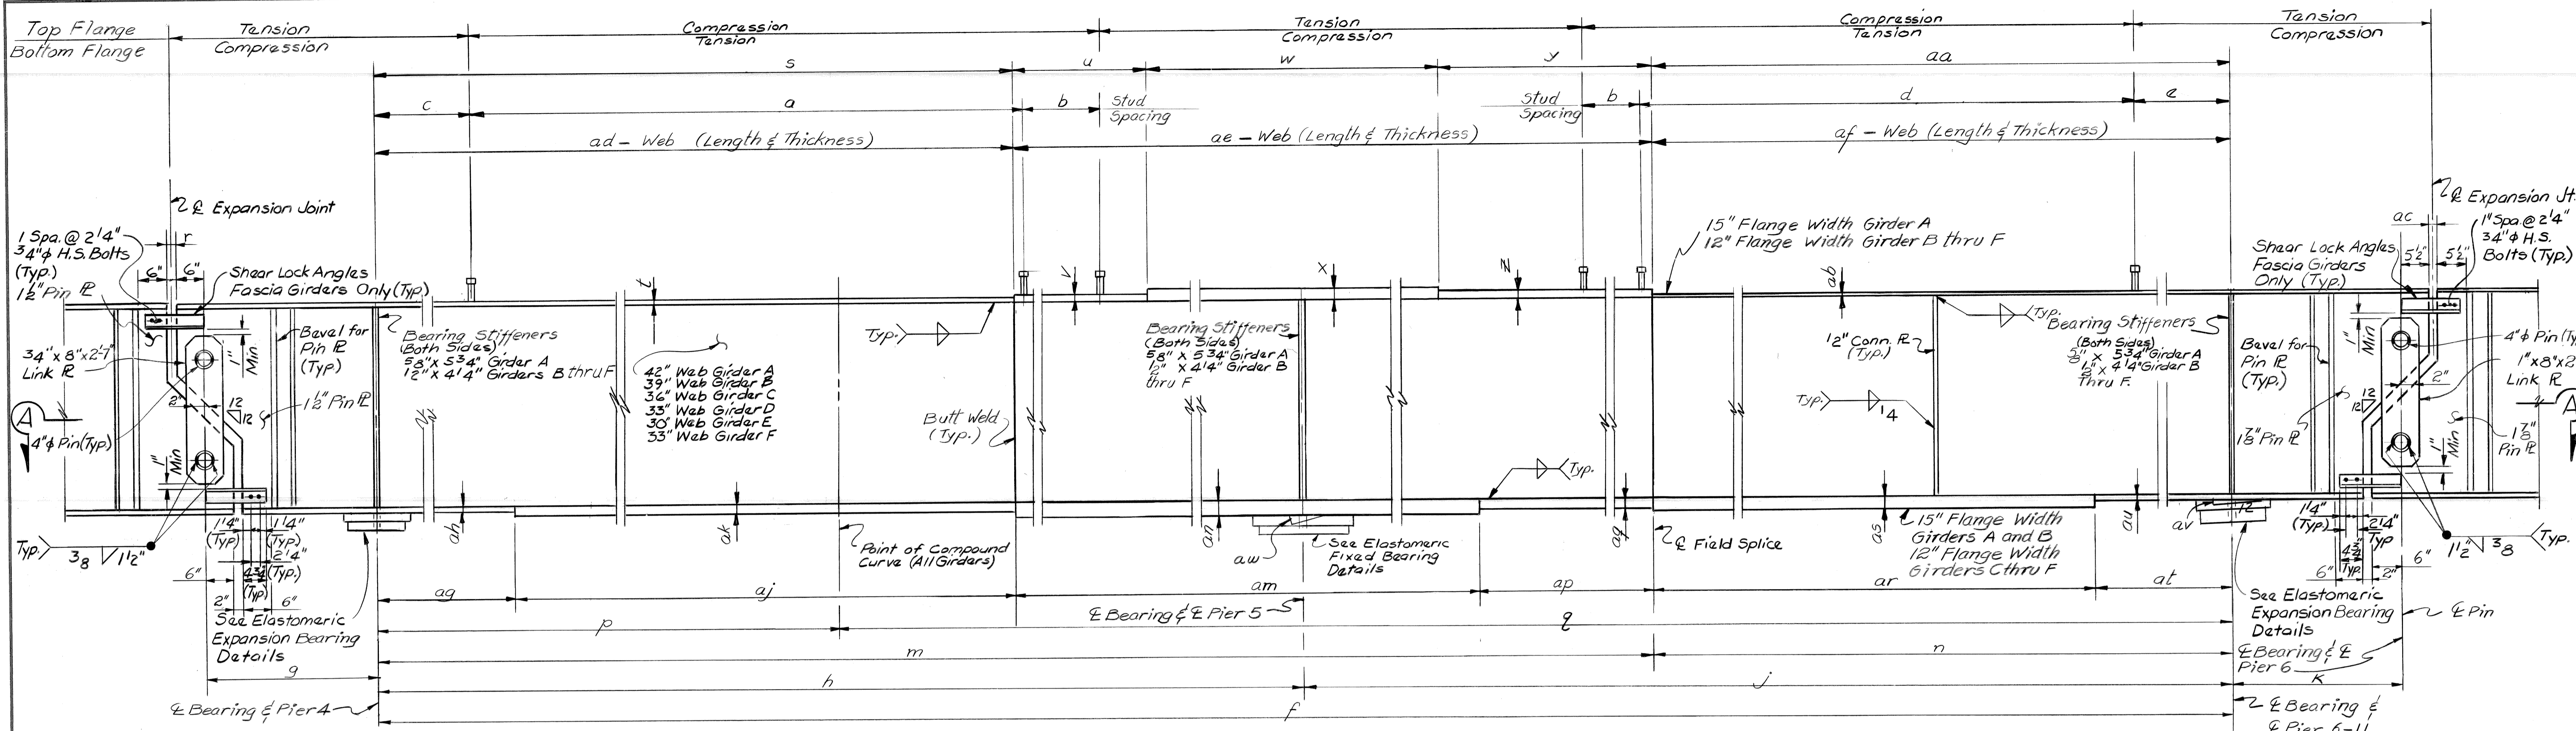 Top Flange
Bottom Flange
Tension
Compression
Compression
Tension
Tension
Compression
Compression
Tension
Tension
Compression
s
u
w
y
aa
c
a
b
Stud
Spacing
Stud
Spacing
b
d
e
ad - Web (Length & Thickness)
ae - Web (Length & Thickness)
af - Web (Length & Thickness)
℄ Expansion Joint
℄ Expansion Jt.
1 Spa. @ 2¼"
¾"ϕ H.S. Bolts
(Typ.)
1½" Pin ℙ
r
6"
6"
Shear Lock Angles
Fascia Girders Only (Typ.)
t
v
x
z
15" Flange Width Girder A
12" Flange Width Girder B thru F
ab
Shear Lock Angles
Fascia Girders
Only (Typ.)
ac
5½"
5½"
1" Spa @ 2¼"
¾"ϕ H.S.
Bolts (Typ.)
¾" x 8" x 2'-7"
Link ℙ
1"
Min
Bevel for
Pin ℙ
(Typ)
Bearing Stiffeners
(Both Sides)
⅝" x 5¾" Girder A
½" x 4¼" Girders B thru F
42" Web Girder A
39" Web Girder B
36" Web Girder C
33" Web Girder D
30" Web Girder E
33" Web Girder F
Typ.
Bearing Stiffeners
(Both Sides)
⅝" x 5¾" Girder A
½" x 4¼" Girder B
thru F
½" Conn. ℙ
(Typ.)
Typ.
Bearing Stiffeners
(Both Sides)
⅝" x 5¾" Girder A
½" x 4¼" Girder B
Thru F.
Bevel for
Pin ℙ
(Typ.)
1"
Min
4"ϕ Pin (Ty
1"x8"x2
Link ℙ
A
2"
12
12
1½" Pin ℙ
4"ϕ Pin (Typ)
1"
Min
Butt Weld
(Typ.)
Typ.
¼
Typ.
1⅞" Pin ℙ
12
12
2"
1"
Min
1⅞"
Pin ℙ
A
Typ.
⅜
1½"
1¼"
(Typ)
1¼"
(Typ.)
2¼"
(Typ.)
4¾"
(Typ)
6"
2"
6"
See Elastomeric
Expansion Bearing
Details
ah
ak
Point of Compound
Curve (All Girders)
an
aw
See Elastomeric
Fixed Bearing
Details
aq
℄ Field Splice
as
15" Flange Width
Girders A and B
12" Flange Width
Girders C thru F
au
av
12
1¼"
(Typ)
2¼"
Typ
4¾"
Typ.
6"
2"
6"
1½"
⅜
Typ.
See Elastomeric
Expansion Bearing
Details
℄ Pin
ag
aj
am
ap
ar
at
p
℄ Bearing & ℄ Pier 5
q
m
n
℄ Bearing & ℄
Pier 6
g
h
j
k
℄ Bearing & Pier 4
f
℄ Bearing &
℄ Pier 6-U